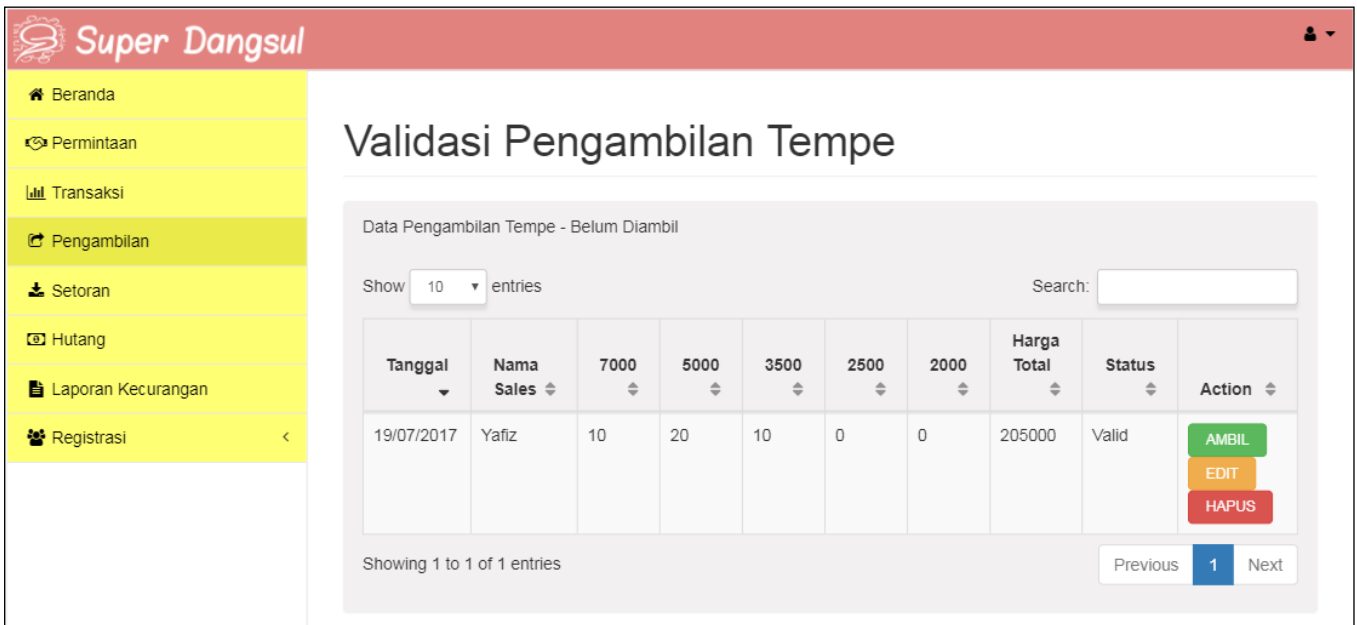 Super Dangsul
Beranda
Permintaan
Transaksi
Pengambilan
Setoran
Hutang
Laporan Kecurangan
Registrasi
Validasi Pengambilan Tempe
Data Pengambilan Tempe - Belum Diambil
Show 10 entries
Search:
Tanggal Nama Sales 7000 5000 3500 2500 2000 Harga Total Status Action
19/07/2017 Yafiz 10 20 10 0 0 205000 Valid AMBIL
EDIT
HAPUS
Showing 1 to 1 of 1 entries
Previous 1 Next